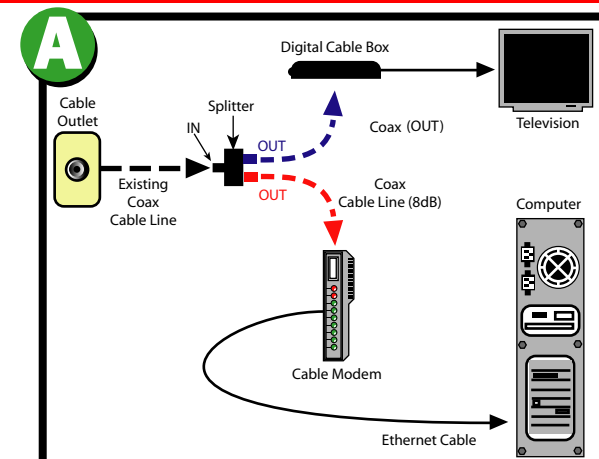 A
Digital Cable Box
Cable
Outlet
Splitter
IN
OUT
Coax (OUT)
Television
OUT
Existing
Coax
Cable Line
Coax
Cable Line (8dB)
Computer
Cable Modem
Ethernet Cable